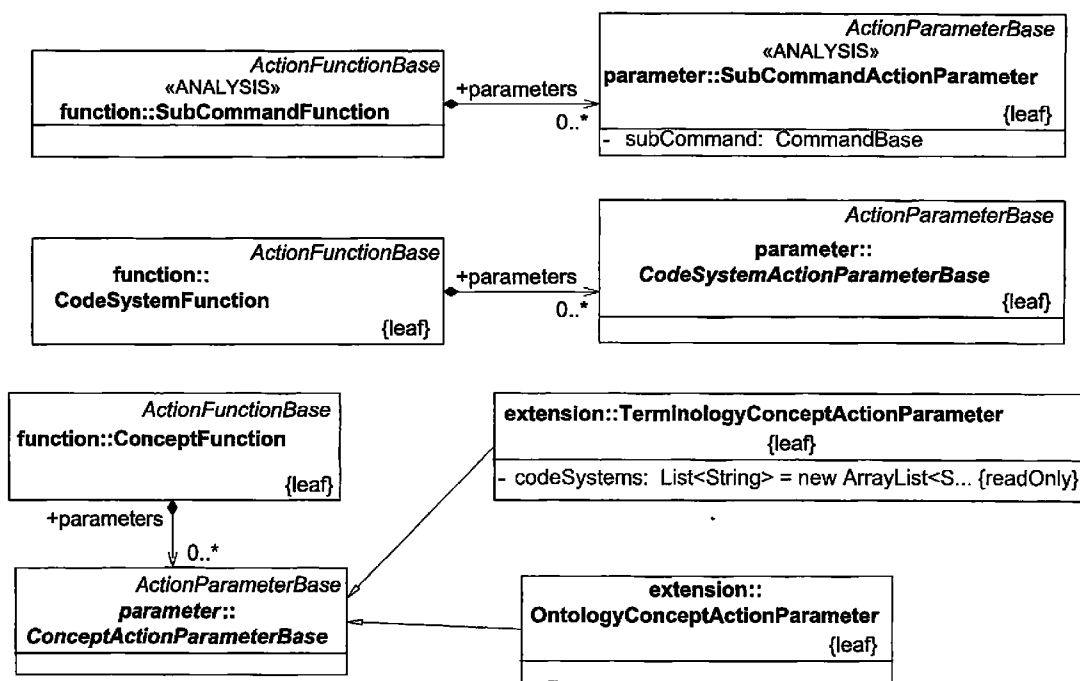 ActionFunctionBase
«ANALYSIS»
function::SubCommandFunction
+parameters
0..*
ActionParameterBase
«ANALYSIS»
parameter::SubCommandActionParameter
{leaf}
- subCommand: CommandBase
ActionFunctionBase
function::
CodeSystemFunction
{leaf}
+parameters
0..*
ActionParameterBase
parameter::
CodeSystemActionParameterBase
{leaf}
ActionFunctionBase
function::ConceptFunction
{leaf}
+parameters
0..*
extension::TerminologyConceptActionParameter
{leaf}
- codeSystems: List<String> = new ArrayList<S... {readOnly}
ActionParameterBase
parameter::
ConceptActionParameterBase
extension::
OntologyConceptActionParameter
{leaf}